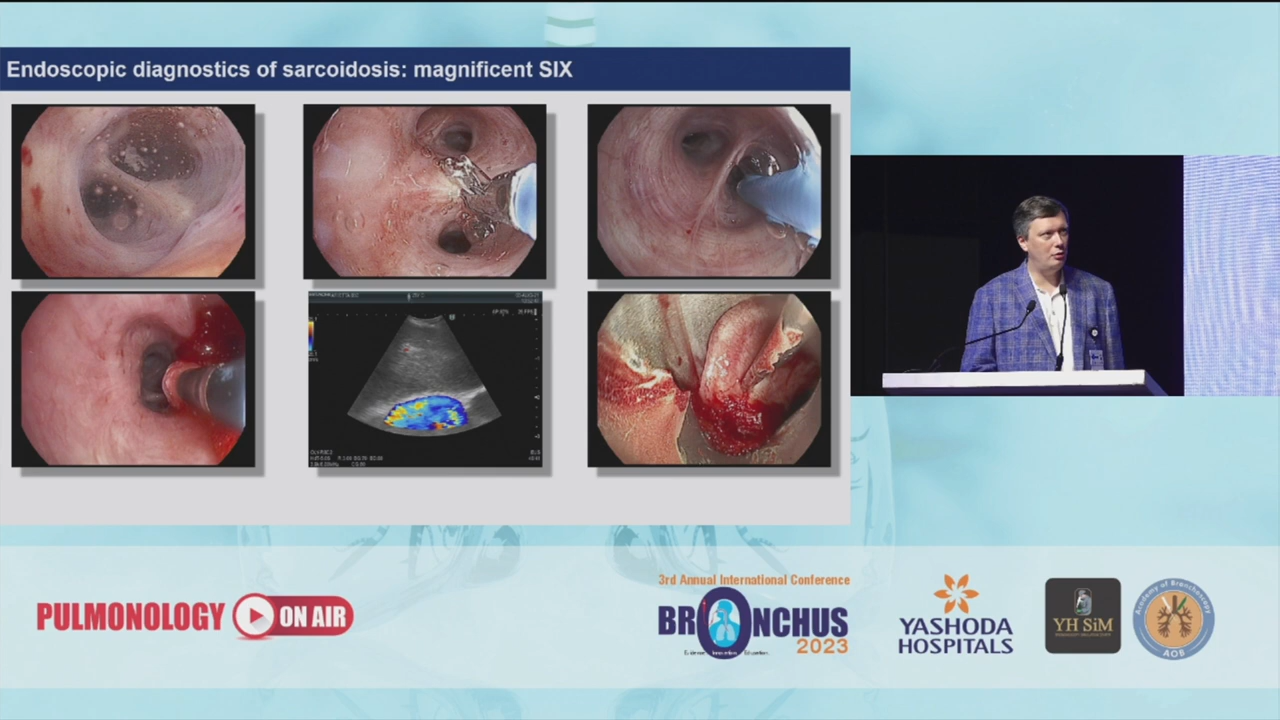 Endoscopic diagnostics of sarcoidosis: magnificent SIX
PULMONOLOGY
ON AIR
3rd Annual International Conference
BRONCHUS
2023
YASHODA
HOSPITALS
YH SiM
Academy of Bronchoscopy
AOB